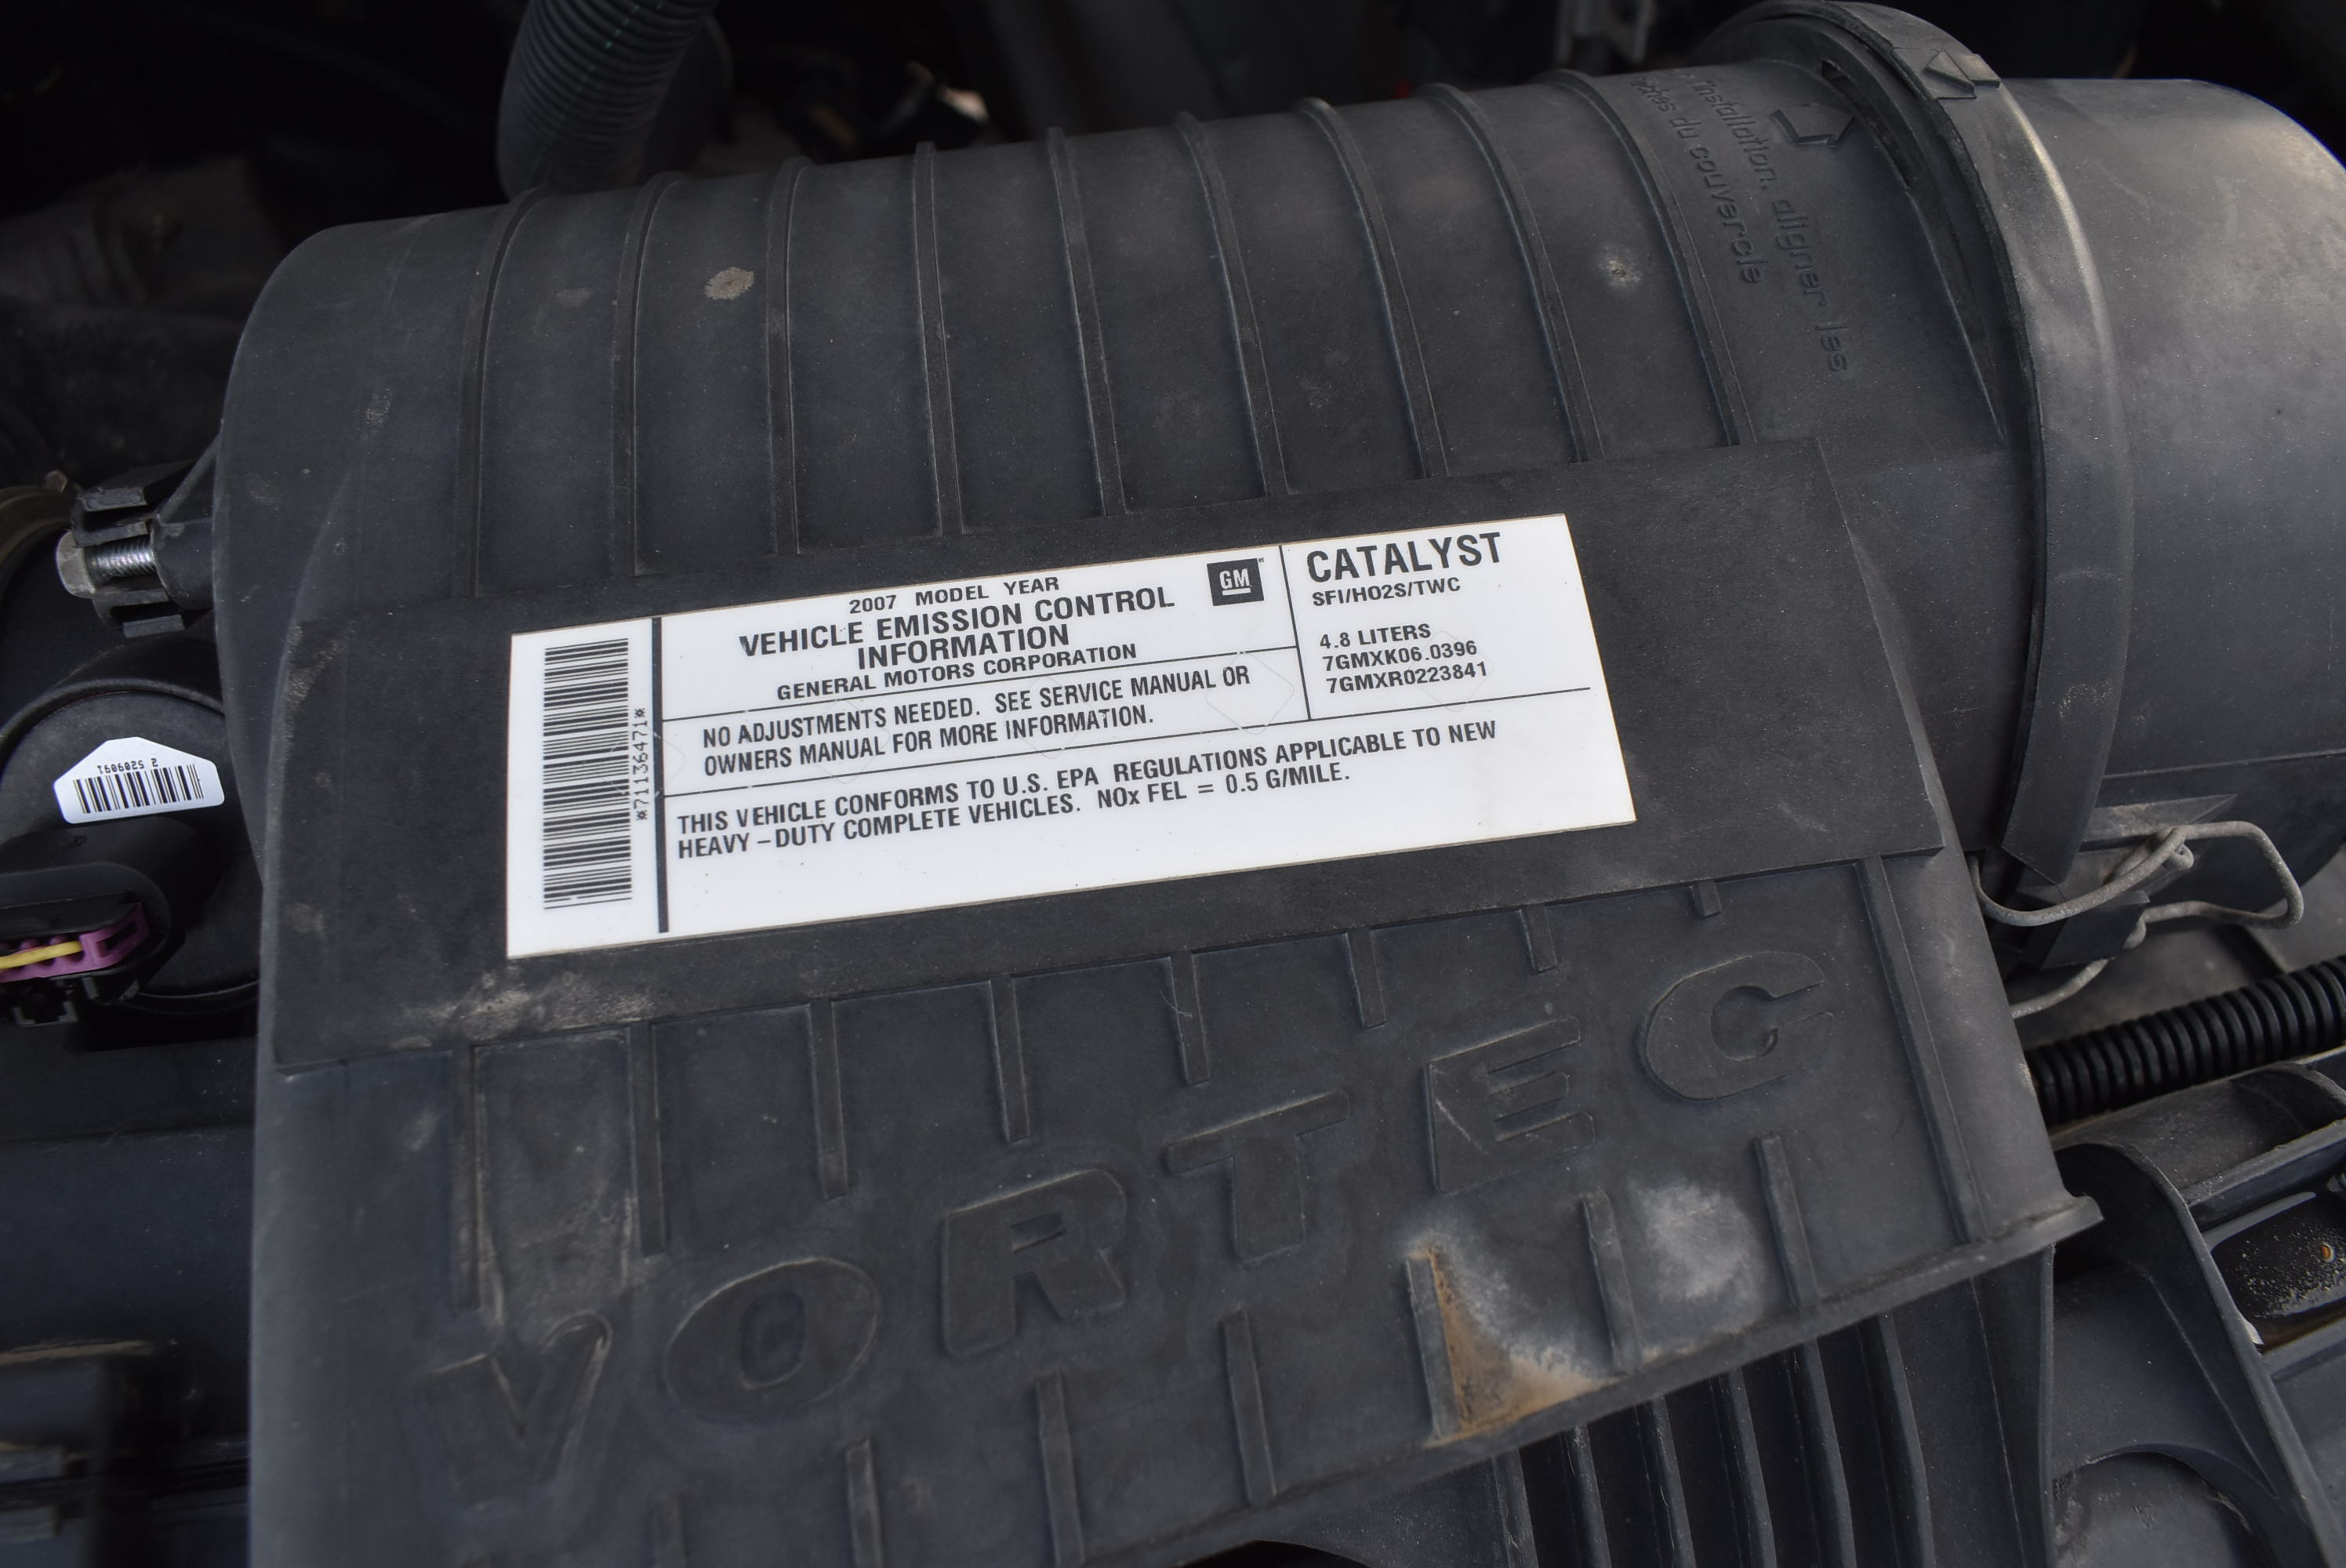 l'installation, aligner les
du couvercle
2007 MODEL YEAR
VEHICLE EMISSION CONTROL
INFORMATION
GENERAL MOTORS CORPORATION
GM
CATALYST
SFI/HO2S/TWC
4.8 LITERS
7GMXK06.0396
7GMXR0223841
NO ADJUSTMENTS NEEDED. SEE SERVICE MANUAL OR
OWNERS MANUAL FOR MORE INFORMATION.
THIS VEHICLE CONFORMS TO U.S. EPA REGULATIONS APPLICABLE TO NEW
HEAVY-DUTY COMPLETE VEHICLES. NOx FEL = 0.5 G/MILE.
*71136471*
2 5209091
VORTEC